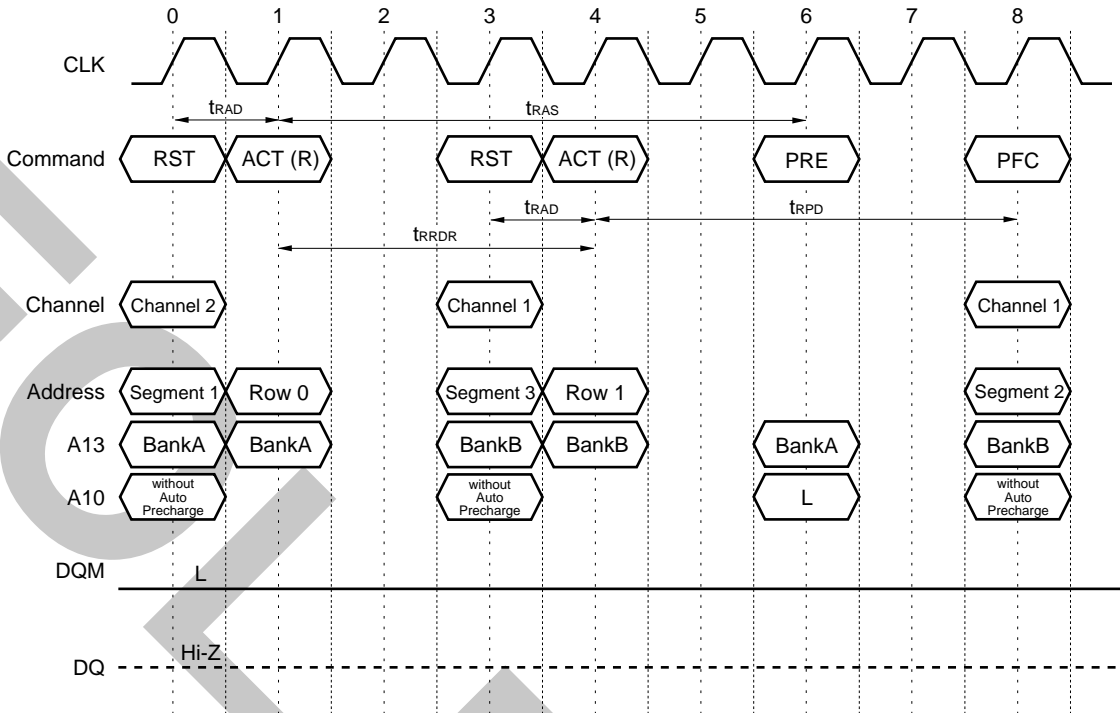 0 1 2 3 4 5 6 7 8
CLK
tRAD tRAS
Command RST ACT (R) RST ACT (R) PRE PFC
tRAD tRPD
tRRDR
Channel Channel 2 Channel 1 Channel 1
Address Segment 1 Row 0 Segment 3 Row 1 Segment 2
A13 BankA BankA BankB BankB BankA BankB
A10 without Auto Precharge without Auto Precharge L without Auto Precharge
DQM L
DQ Hi-Z